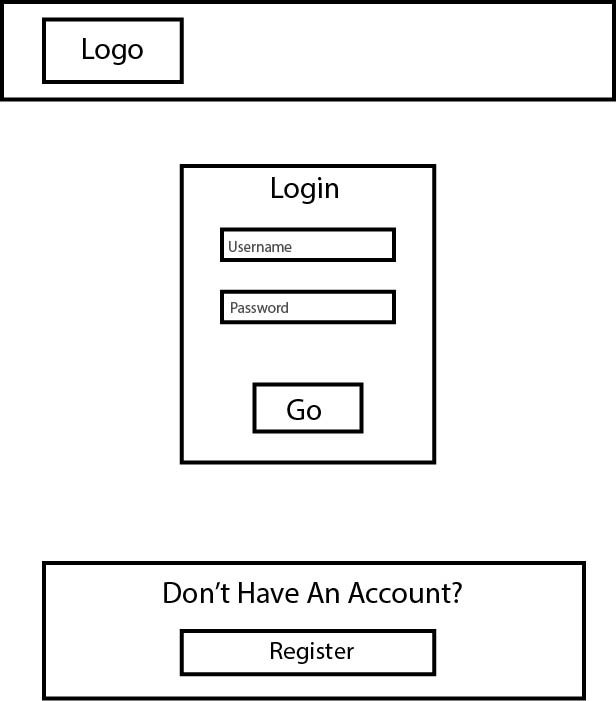 Logo
Login
Username
Password
Go
Don't Have An Account?
Register